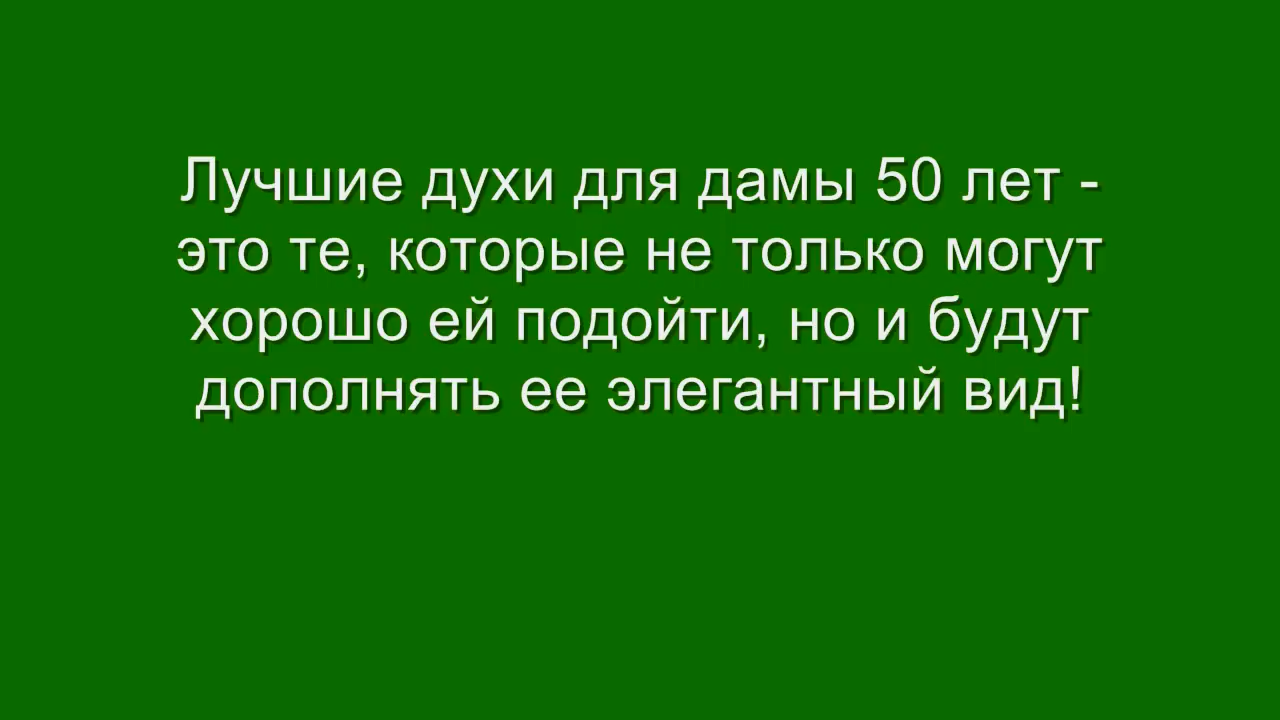 Лучшие духи для дамы 50 лет -
это те, которые не только могут
хорошо ей подойти, но и будут
дополнять ее элегантный вид!